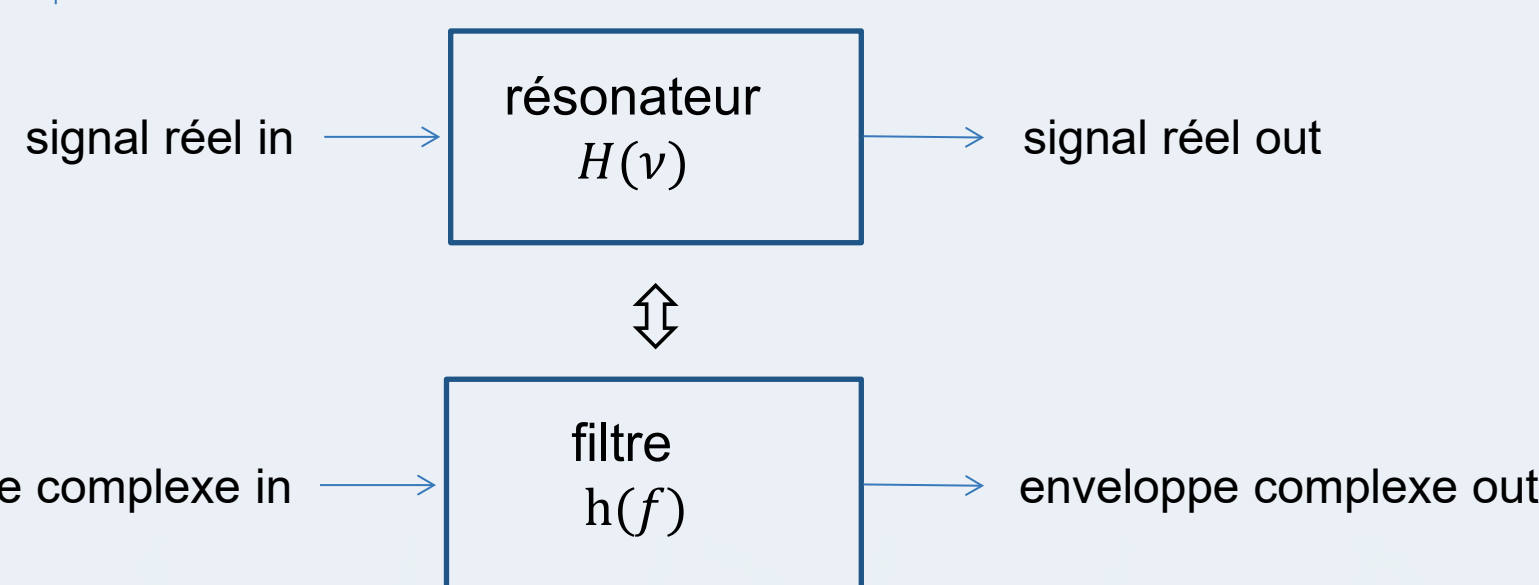 résonateur
signal réel in
signal réel out
H(ν)
filtre
e complexe in
enveloppe complexe out
h(f)